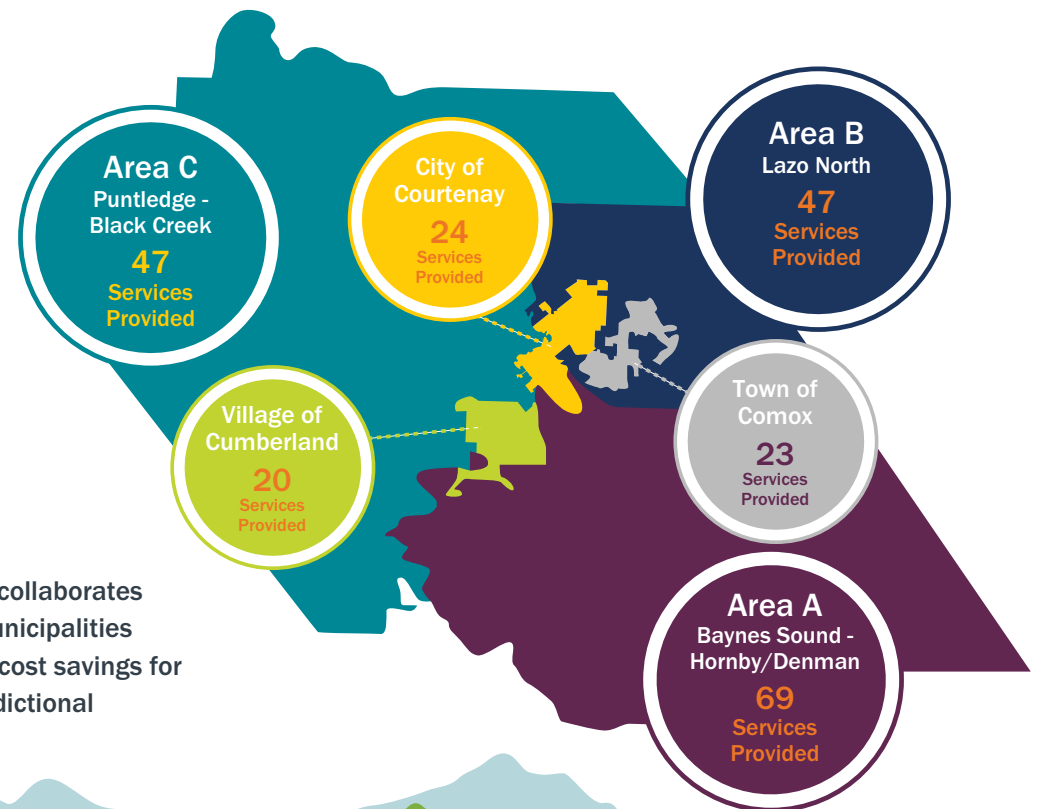 Area C
Puntledge -
Black Creek
47
Services
Provided
City of
Courtenay
24
Services
Provided
Area B
Lazo North
47
Services
Provided
Village of
Cumberland
20
Services
Provided
Town of
Comox
23
Services
Provided
Area A
Baynes Sound -
Hornby/Denman
69
Services
Provided
collaborates
unicipalities
cost savings for
dictional